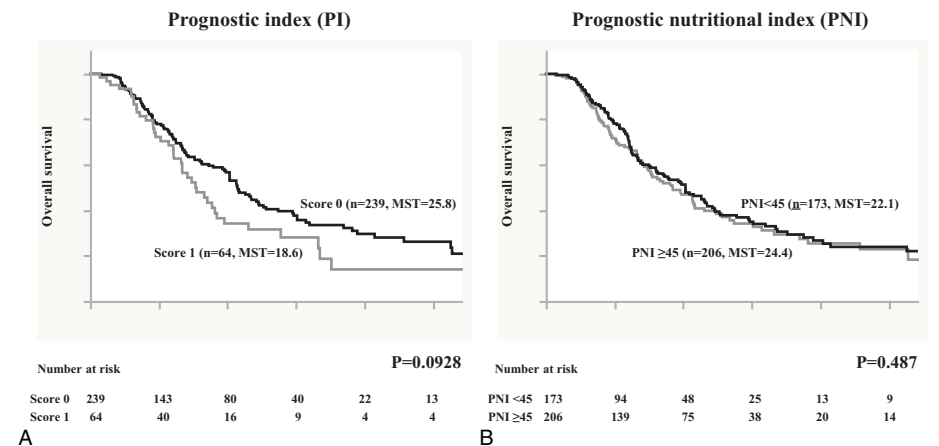 Prognostic index (PI)
Overall survival
Score 0 (n=239, MST=25.8)
Score 1 (n=64, MST=18.6)
P=0.0928
Number at risk
Score 0 239 143 80 40 22 13
Score 1 64 40 16 9 4 4
A
Prognostic nutritional index (PNI)
Overall survival
PNI<45 (n=173, MST=22.1)
PNI ≥45 (n=206, MST=24.4)
P=0.487
Number at risk
PNI <45 173 94 48 25 13 9
PNI ≥45 206 139 75 38 20 14
B